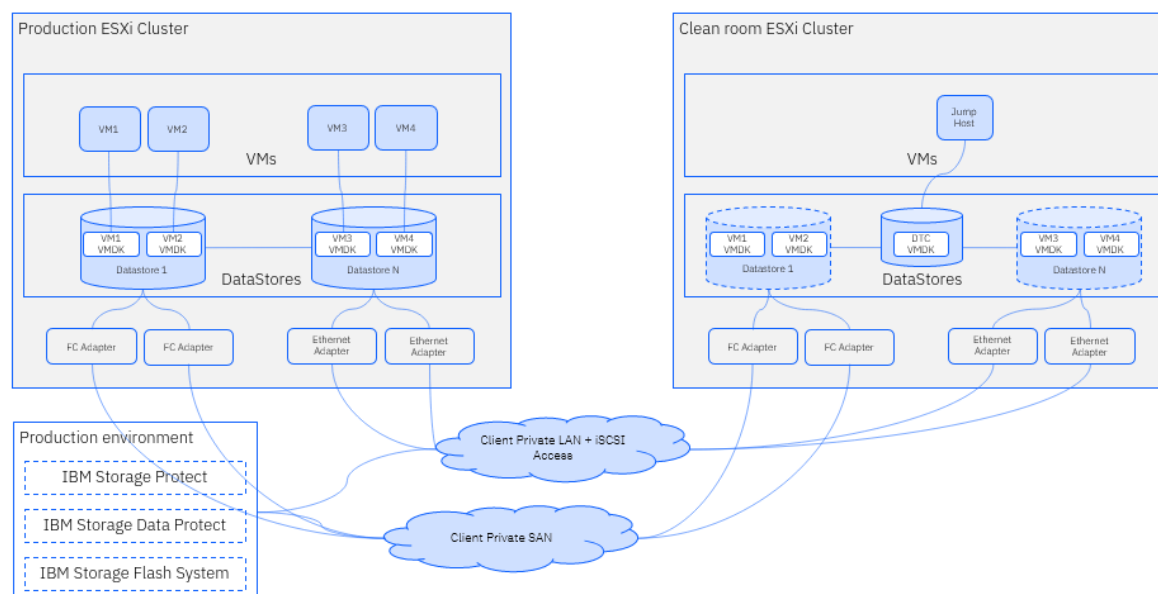 Production ESXi Cluster
VM1
VM2
VM3
VM4
VMs
VM1
VMDK
VM2
VMDK
Datastore 1
VM3
VMDK
VM4
VMDK
Datastore N
DataStores
FC Adapter
FC Adapter
Ethernet
Adapter
Ethernet
Adapter
Clean room ESXi Cluster
Jump
Host
VMs
VM1
VMDK
VM2
VMDK
Datastore 1
DTC
VMDK
VM3
VMDK
VM4
VMDK
Datastore N
DataStores
FC Adapter
FC Adapter
Ethernet
Adapter
Ethernet
Adapter
Production environment
IBM Storage Protect
IBM Storage Data Protect
IBM Storage Flash System
Client Private LAN + iSCSI
Access
Client Private SAN